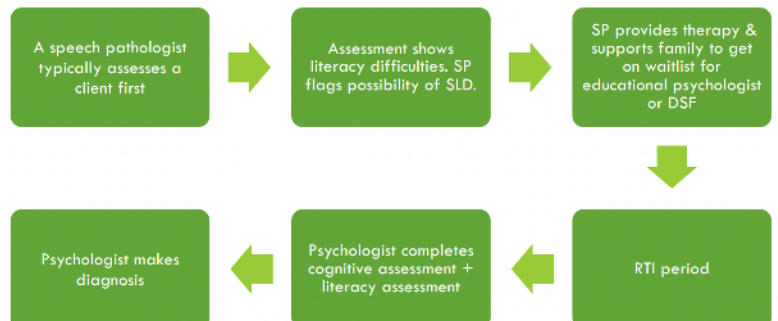 A speech pathologist
typically assesses a
client first
Assessment shows
literacy difficulties. SP
flags possibility of SLD.
SP provides therapy &
supports family to get
on waitlist for
educational psychologist
or DSF
RTI period
Psychologist completes
cognitive assessment +
literacy assessment
Psychologist makes
diagnosis